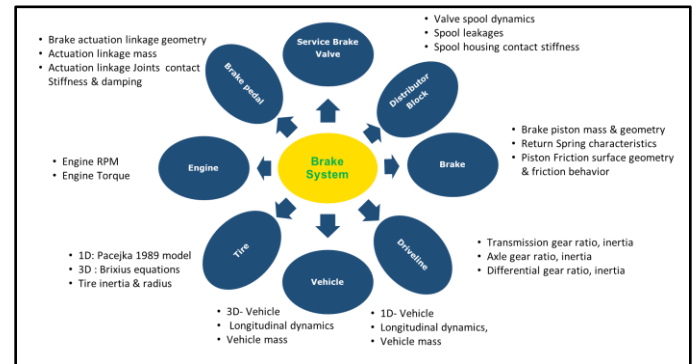 • Valve spool dynamics
• Spool leakages
• Spool housing contact stiffness
• Brake actuation linkage geometry
• Actuation linkage mass
• Actuation linkage Joints contact
Stiffness & damping
Service Brake
Valve
Brake pedal
Distributor
Block
• Brake piston mass & geometry
• Return Spring characteristics
• Piston Friction surface geometry
& friction behavior
• Engine RPM
• Engine Torque
Engine
Brake
System
Brake
• 1D: Pacejka 1989 model
• 3D : Brixius equations
• Tire inertia & radius
Tire
Vehicle
Driveline
• Transmission gear ratio, inertia
• Axle gear ratio, inertia
• Differential gear ratio, inertia
• 3D- Vehicle
• Longitudinal dynamics
• Vehicle mass
• 1D- Vehicle
• Longitudinal dynamics,
• Vehicle mass